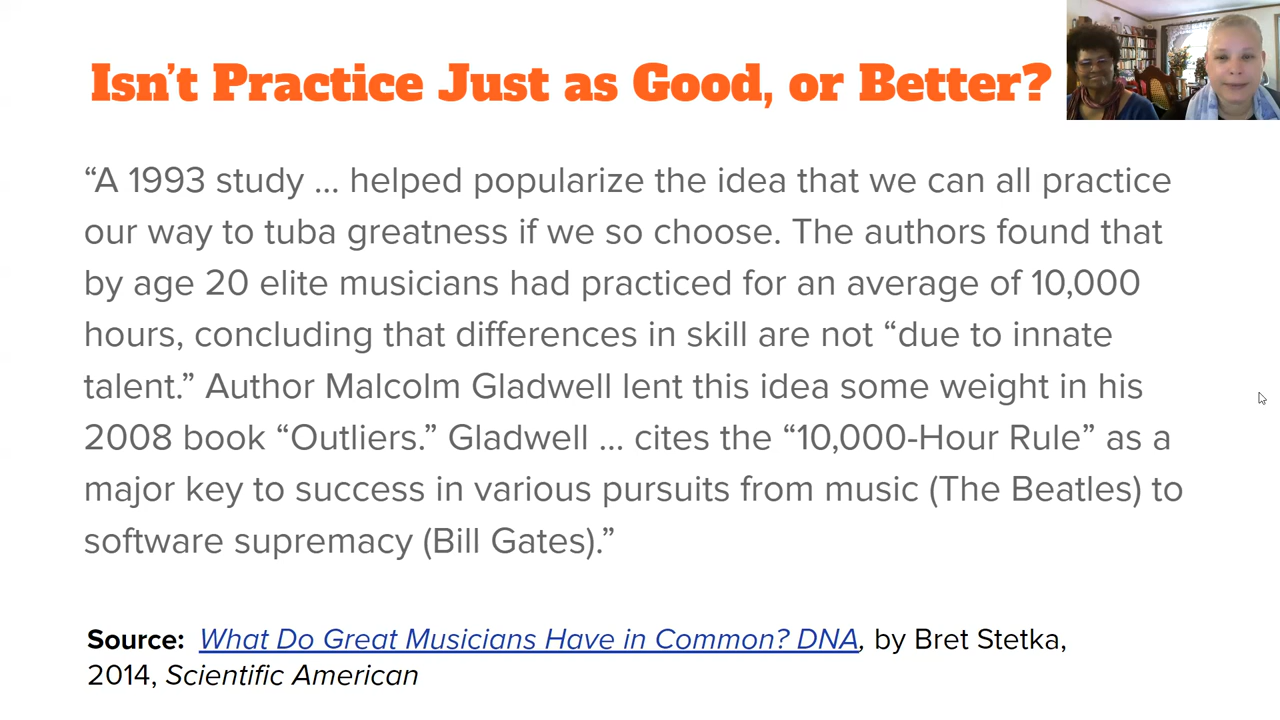 Isn’t Practice Just as Good, or Better?
“A 1993 study ... helped popularize the idea that we can all practice
our way to tuba greatness if we so choose. The authors found that
by age 20 elite musicians had practiced for an average of 10,000
hours, concluding that differences in skill are not “due to innate
talent.” Author Malcolm Gladwell lent this idea some weight in his
2008 book “Outliers.” Gladwell ... cites the “10,000-Hour Rule” as a
major key to success in various pursuits from music (The Beatles) to
software supremacy (Bill Gates).”
Source: What Do Great Musicians Have in Common? DNA, by Bret Stetka,
2014, Scientific American